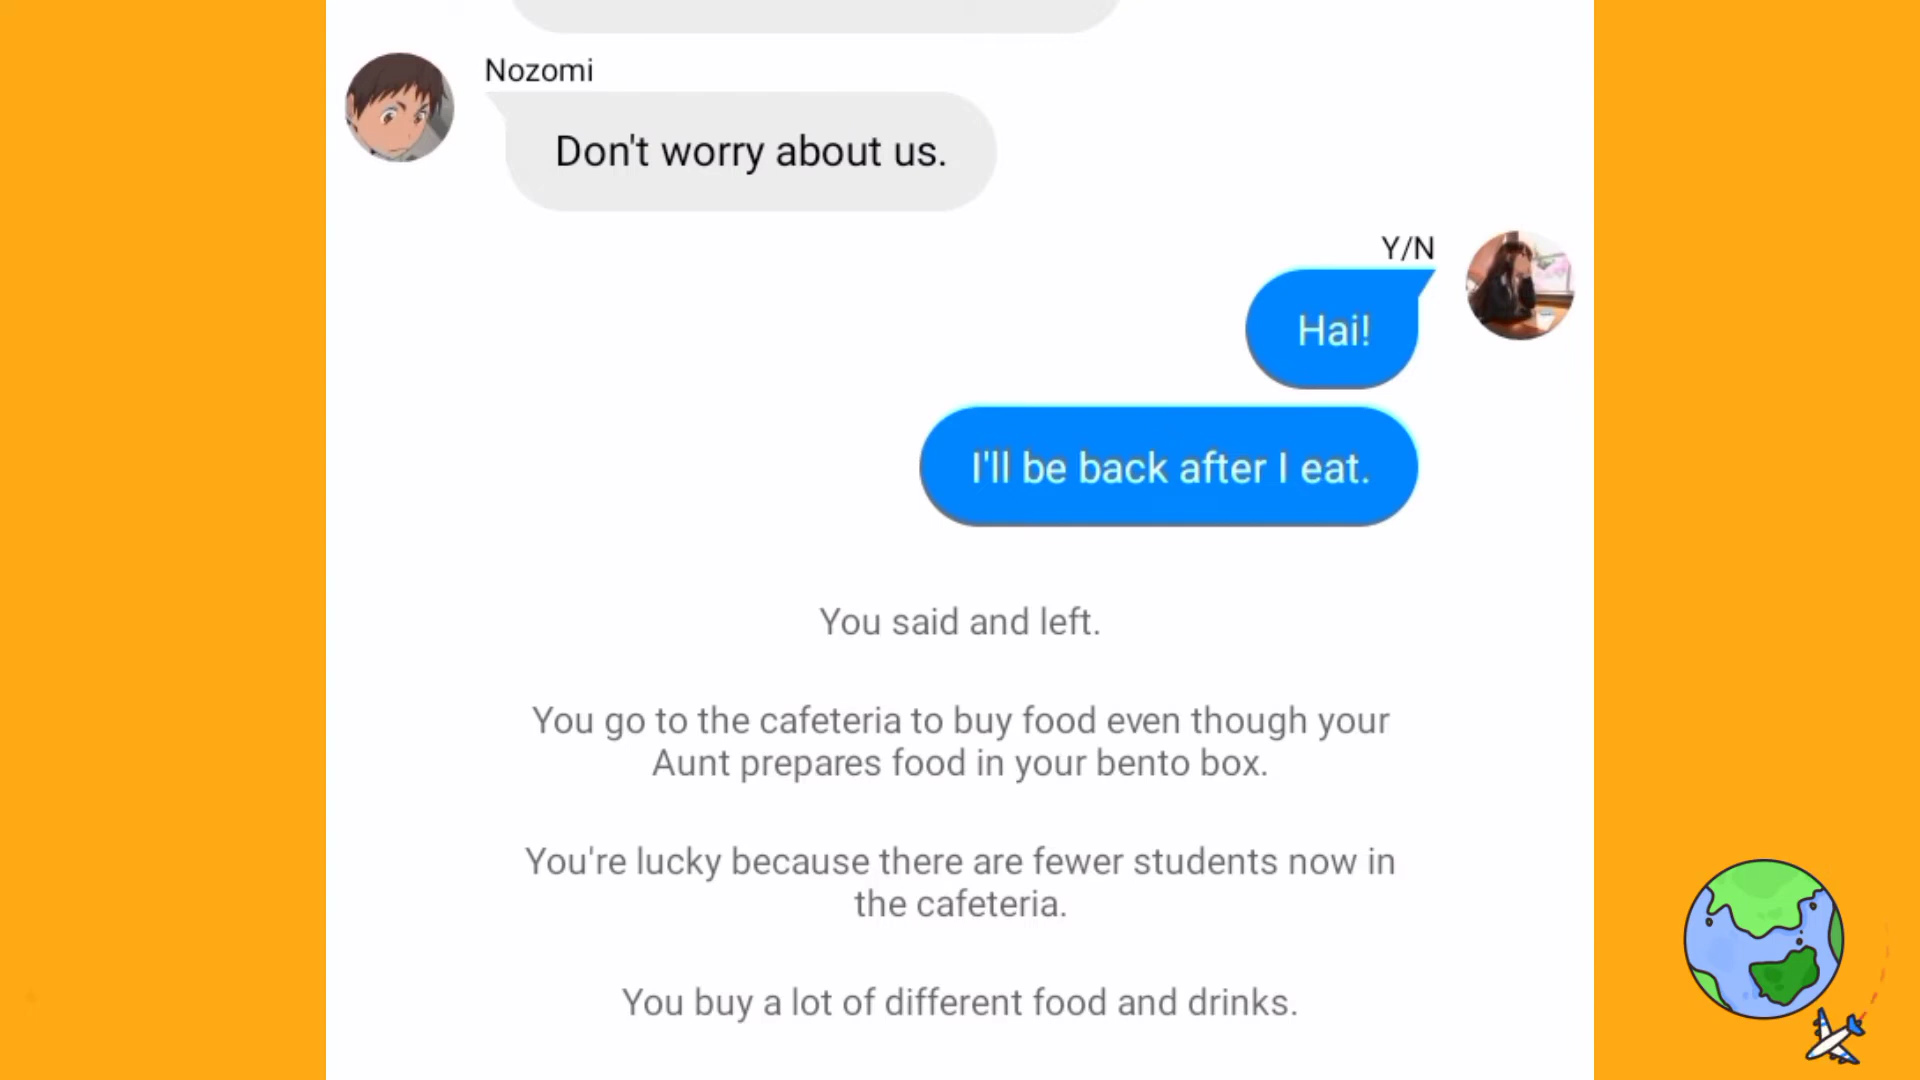 Nozomi
Don't worry about us.
Y/N
Hai!
I'll be back after I eat.
You said and left.
You go to the cafeteria to buy food even though your
Aunt prepares food in your bento box.
You're lucky because there are fewer students now in
the cafeteria.
You buy a lot of different food and drinks.